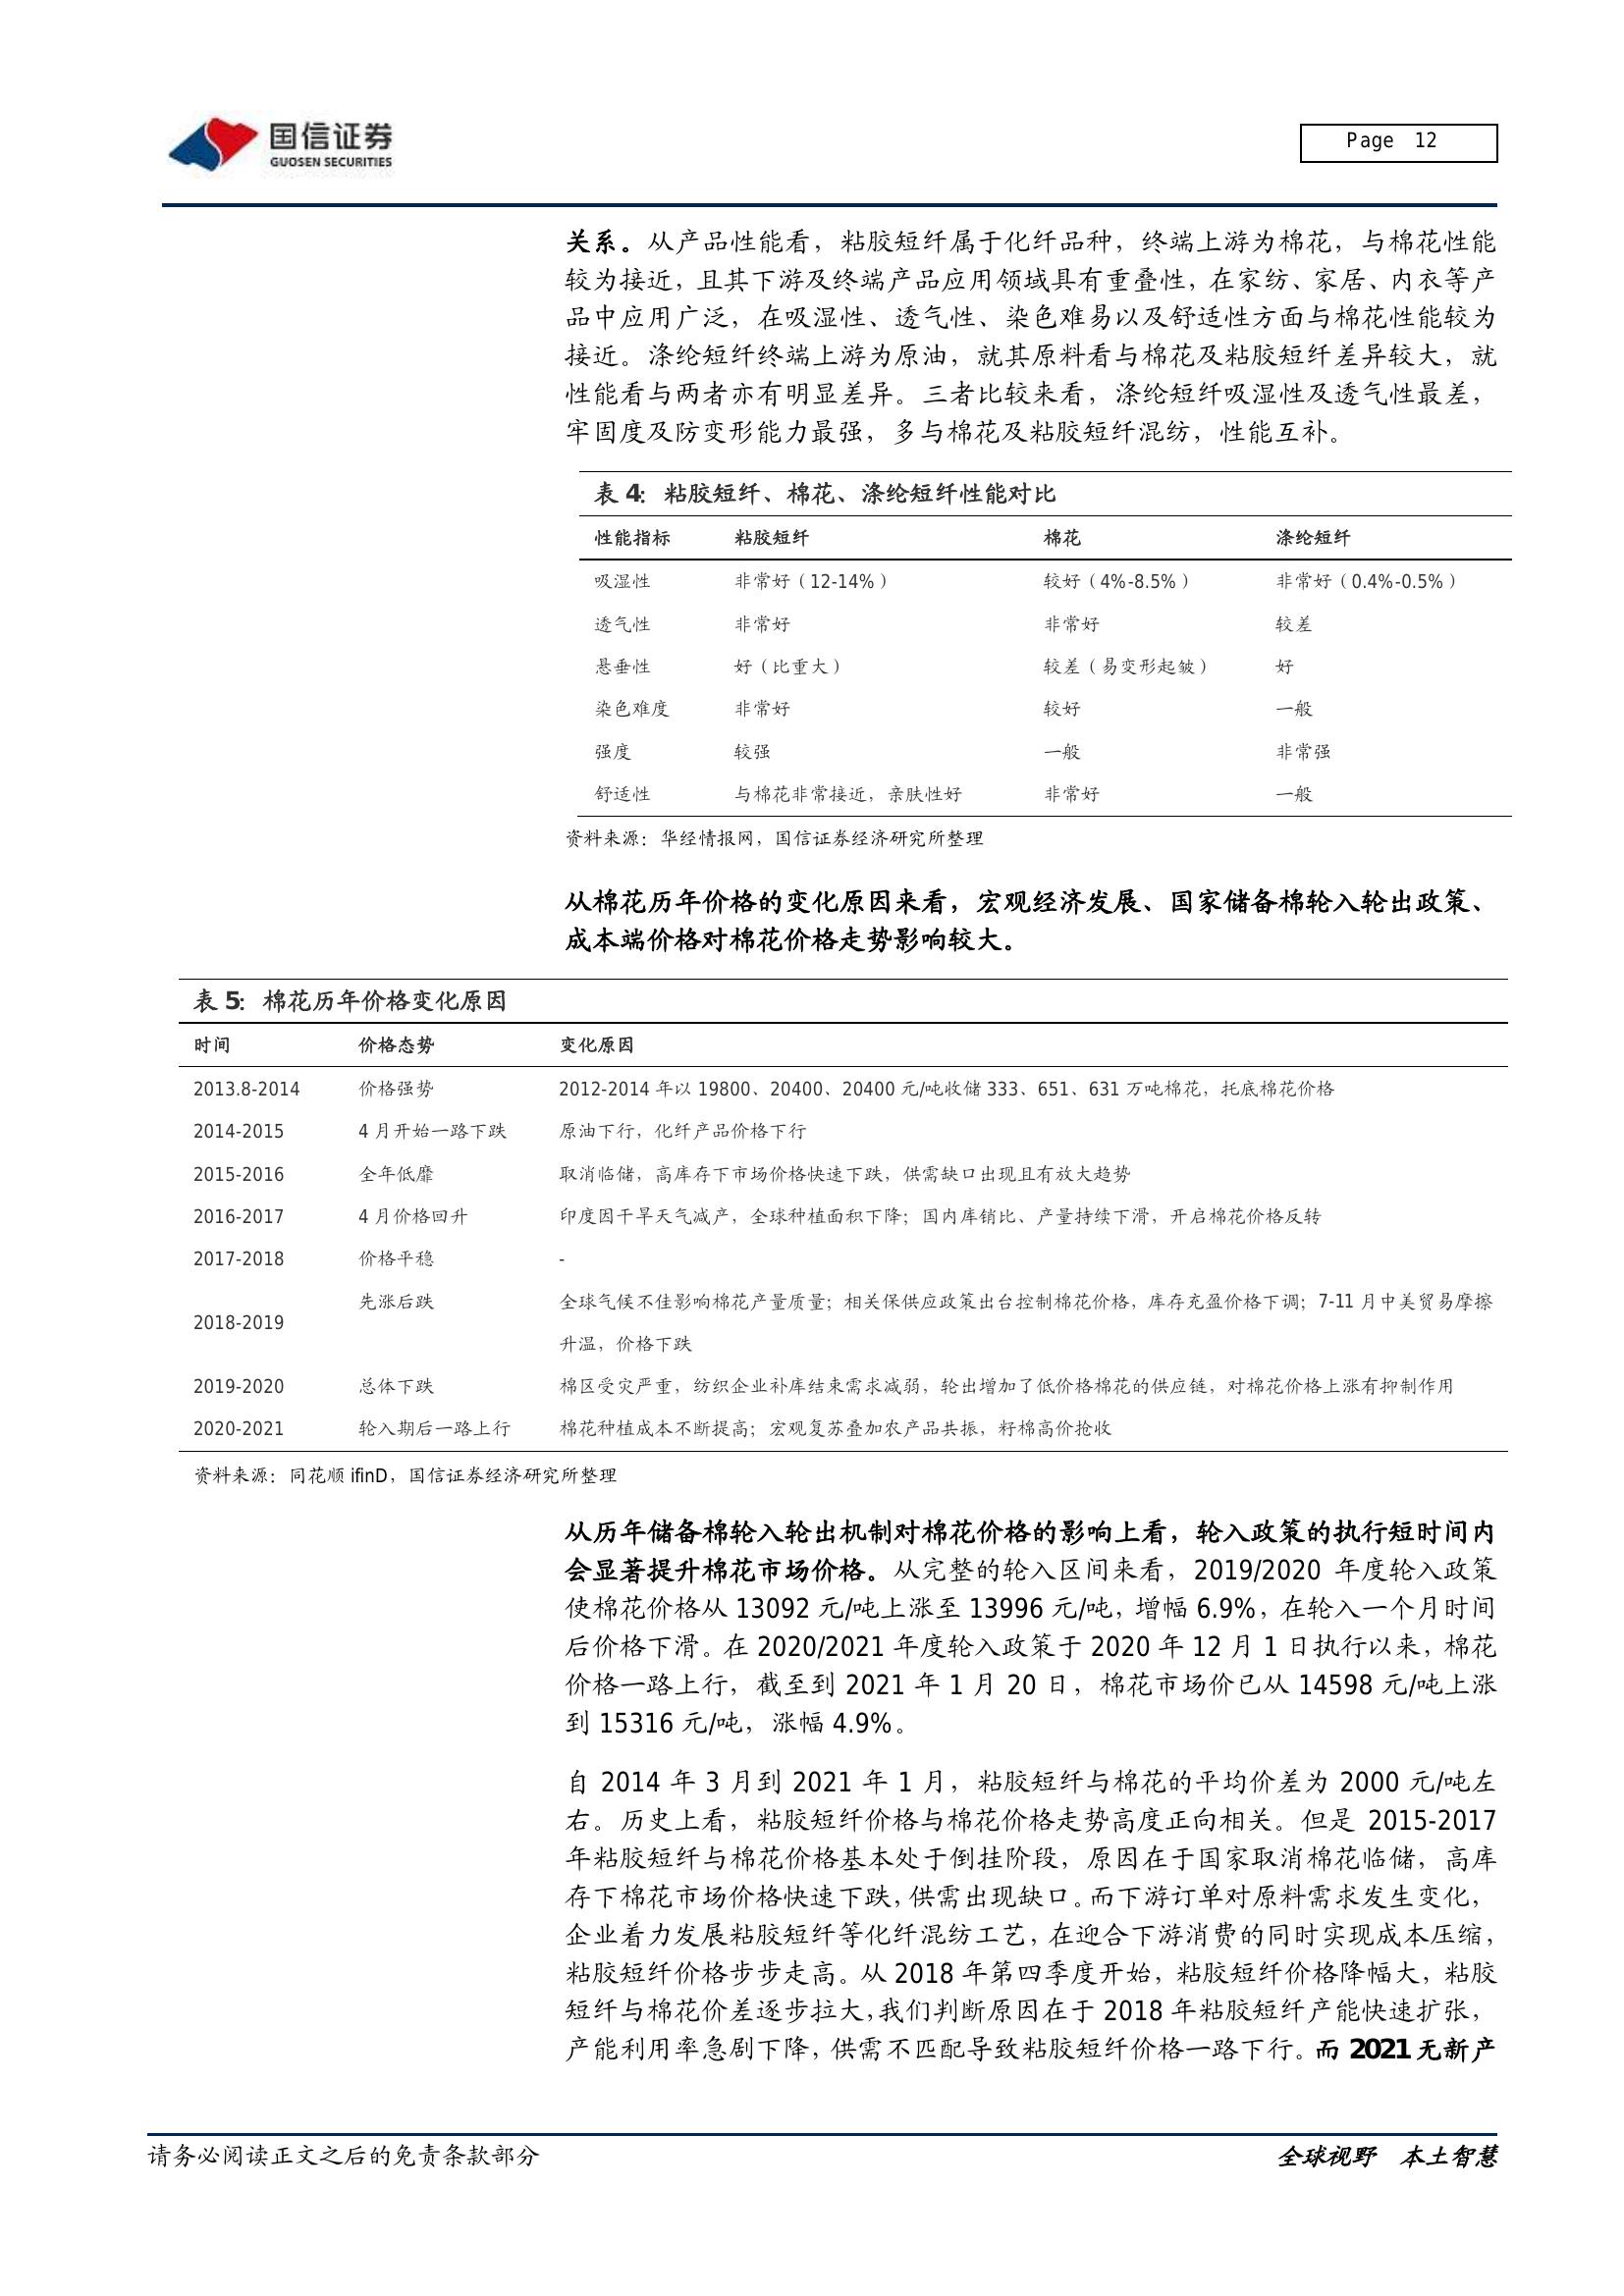 国信证券
GUOSEN SECURITIES
Page 12
关系。从产品性能看，粘胶短纤属于化纤品种，终端上游为棉花，与棉花性能
较为接近，且其下游及终端产品应用领域具有重叠性，在家纺、家居、内衣等产
品中应用广泛，在吸湿性、透气性、染色难易以及舒适性方面与棉花性能较为
接近。涤纶短纤终端上游为原油，就其原料看与棉花及粘胶短纤差异较大，就
性能看与两者亦有明显差异。三者比较来看，涤纶短纤吸湿性及透气性最差，
牢固度及防变形能力最强，多与棉花及粘胶短纤混纺，性能互补。
表 4：粘胶短纤、棉花、涤纶短纤性能对比
性能指标 粘胶短纤 棉花 涤纶短纤
吸湿性 非常好（12-14%） 较好（4%-8.5%） 非常好（0.4%-0.5%）
透气性 非常好 非常好 较差
悬垂性 好（比重大） 较差（易变形起皱） 好
染色难度 非常好 较好 一般
强度 较强 一般 非常强
舒适性 与棉花非常接近，亲肤性好 非常好 一般
资料来源：华经情报网，国信证券经济研究所整理
从棉花历年价格的变化原因来看，宏观经济发展、国家储备棉轮入轮出政策、
成本端价格对棉花价格走势影响较大。
表 5：棉花历年价格变化原因
时间 价格态势 变化原因
2013.8-2014 价格强势 2012-2014 年以 19800、20400、20400 元/吨收储 333、651、631 万吨棉花，托底棉花价格
2014-2015 4 月开始一路下跌 原油下行，化纤产品价格下行
2015-2016 全年低靡 取消临储，高库存下市场价格快速下跌，供需缺口出现且有放大趋势
2016-2017 4 月价格回升 印度因干旱天气减产，全球种植面积下降；国内库销比、产量持续下滑，开启棉花价格反转
2017-2018 价格平稳 -
2018-2019 先涨后跌 全球气候不佳影响棉花产量质量；相关保供应政策出台控制棉花价格，库存充盈价格下调；7-11 月中美贸易摩擦
升温，价格下跌
2019-2020 总体下跌 棉区受灾严重，纺织企业补库结束需求减弱，轮出增加了低价格棉花的供应链，对棉花价格上涨有抑制作用
2020-2021 轮入期后一路上行 棉花种植成本不断提高；宏观复苏叠加农产品共振，籽棉高价抢收
资料来源：同花顺 ifinD，国信证券经济研究所整理
从历年储备棉轮入轮出机制对棉花价格的影响上看，轮入政策的执行短时间内
会显著提升棉花市场价格。从完整的轮入区间来看，2019/2020 年度轮入政策
使棉花价格从 13092 元/吨上涨至 13996 元/吨，增幅 6.9%，在轮入一个月时间
后价格下滑。在 2020/2021 年度轮入政策于 2020 年 12 月 1 日执行以来，棉花
价格一路上行，截至到 2021 年 1 月 20 日，棉花市场价已从 14598 元/吨上涨
到 15316 元/吨，涨幅 4.9%。
自 2014 年 3 月到 2021 年 1 月，粘胶短纤与棉花的平均价差为 2000 元/吨左
右。历史上看，粘胶短纤价格与棉花价格走势高度正向相关。但是 2015-2017
年粘胶短纤与棉花价格基本处于倒挂阶段，原因在于国家取消棉花临储，高库
存下棉花市场价格快速下跌，供需出现缺口。而下游订单对原料需求发生变化，
企业着力发展粘胶短纤等化纤混纺工艺，在迎合下游消费的同时实现成本压缩，
粘胶短纤价格步步走高。从 2018 年第四季度开始，粘胶短纤价格降幅大，粘胶
短纤与棉花价差逐步拉大，我们判断原因在于 2018 年粘胶短纤产能快速扩张，
产能利用率急剧下降，供需不匹配导致粘胶短纤价格一路下行。而 2021 无新产
请务必阅读正文之后的免责条款部分
全球视野 本土智慧